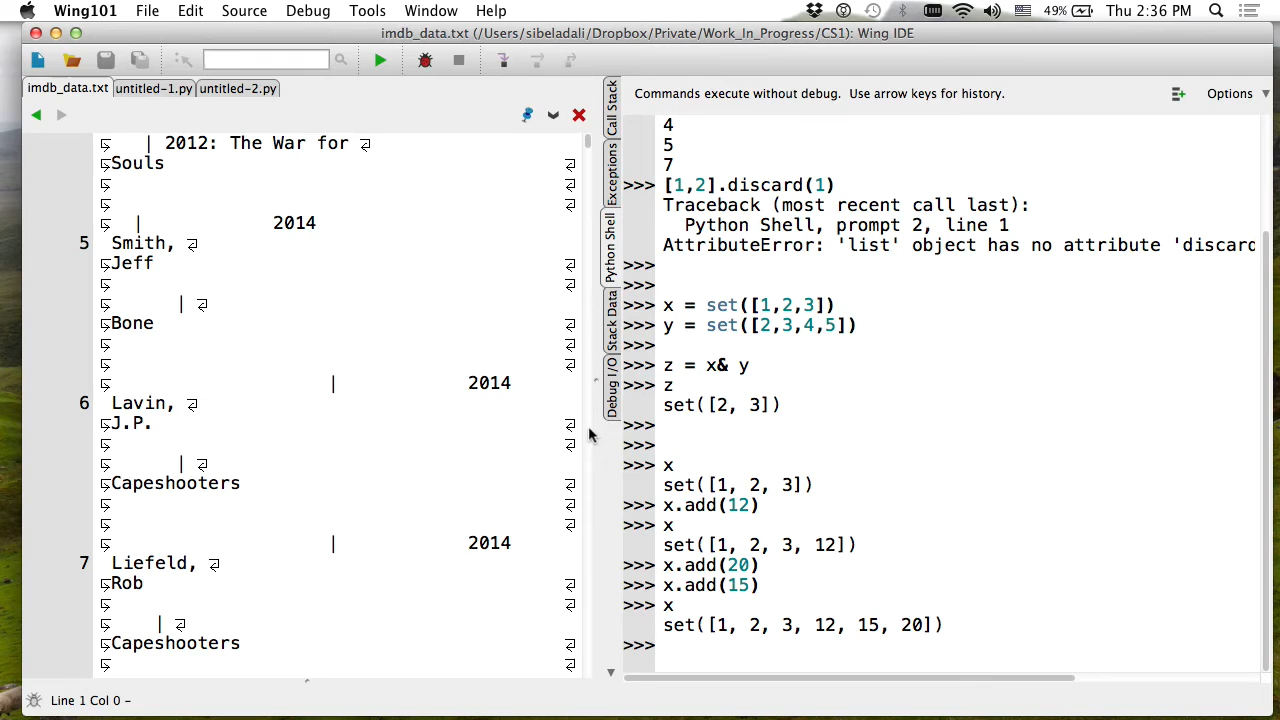 Wing101 File Edit Source Debug Tools Window Help 49% Thu 2:36 PM
imdb_data.txt (/Users/sibeladali/Dropbox/Private/Work_In_Progress/CS1): Wing IDE
imdb_data.txt untitled-1.py untitled-2.py
| 2012: The War for
Souls
| 2014
5 Smith,
Jeff
|
Bone
| 2014
6 Lavin,
J.P.
|
Capeshooters
| 2014
7 Liefeld,
Rob
|
Capeshooters
Line 1 Col 0 –
Call Stack
Exceptions
Python Shell
Stack Data
Debug I/O
Commands execute without debug. Use arrow keys for history. Options
4
5
7
>>> [1,2].discard(1)
Traceback (most recent call last):
Python Shell, prompt 2, line 1
AttributeError: 'list' object has no attribute 'discard
>>>
>>>
>>> x = set([1,2,3])
>>> y = set([2,3,4,5])
>>>
>>> z = x& y
>>> z
set([2, 3])
>>>
>>>
>>> x
set([1, 2, 3])
>>> x.add(12)
>>> x
set([1, 2, 3, 12])
>>> x.add(20)
>>> x.add(15)
>>> x
set([1, 2, 3, 12, 15, 20])
>>>